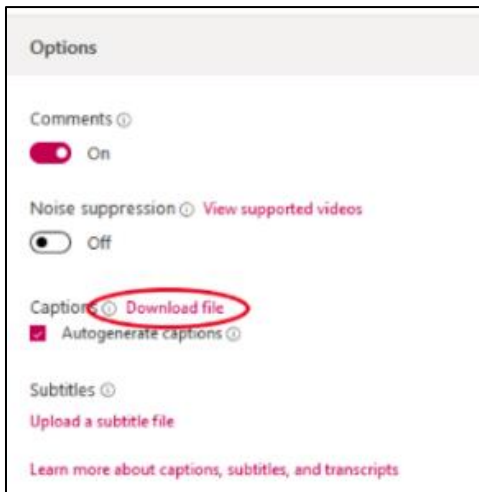 Options
Comments
On
Noise suppression View supported videos
Off
Captions Download file
Autogenerate captions
Subtitles
Upload a subtitle file
Learn more about captions, subtitles, and transcripts